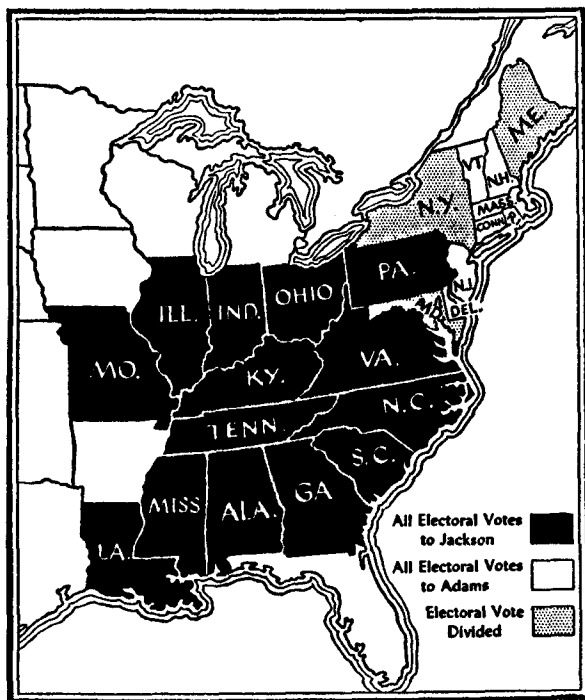 ME.
VT.
N.H.
N.Y.
MASS.
CONN.
R.I.
PA.
N.J.
MD.
DEL.
OHIO
ILL.
IND.
MO.
KY.
VA.
N.C.
TENN.
S.C.
MISS
ALA.
GA
LA.
All Electoral Votes
to Jackson
All Electoral Votes
to Adams
Electoral Vote
Divided